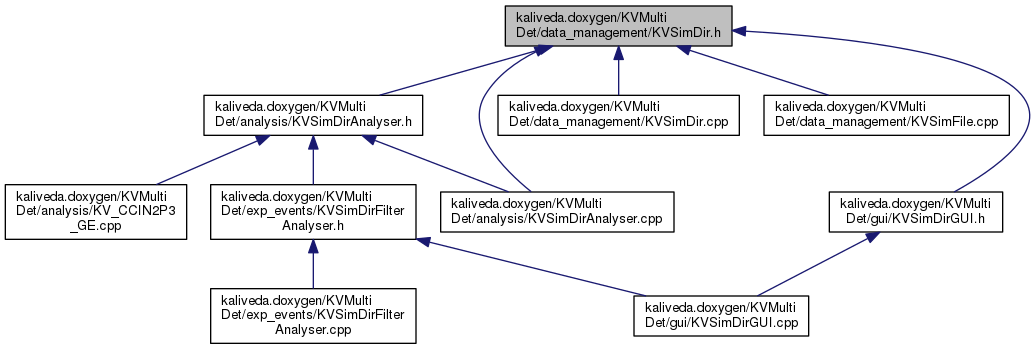 kaliveda.doxygen/KVMulti
Det/data_management/KVSimDir.h
kaliveda.doxygen/KVMulti
Det/analysis/KVSimDirAnalyser.h
kaliveda.doxygen/KVMulti
Det/data_management/KVSimDir.cpp
kaliveda.doxygen/KVMulti
Det/data_management/KVSimFile.cpp
kaliveda.doxygen/KVMulti
Det/analysis/KV_CCIN2P3
_GE.cpp
kaliveda.doxygen/KVMulti
Det/exp_events/KVSimDirFilter
Analyser.h
kaliveda.doxygen/KVMulti
Det/analysis/KVSimDirAnalyser.cpp
kaliveda.doxygen/KVMulti
Det/gui/KVSimDirGUI.h
kaliveda.doxygen/KVMulti
Det/exp_events/KVSimDirFilter
Analyser.cpp
kaliveda.doxygen/KVMulti
Det/gui/KVSimDirGUI.cpp